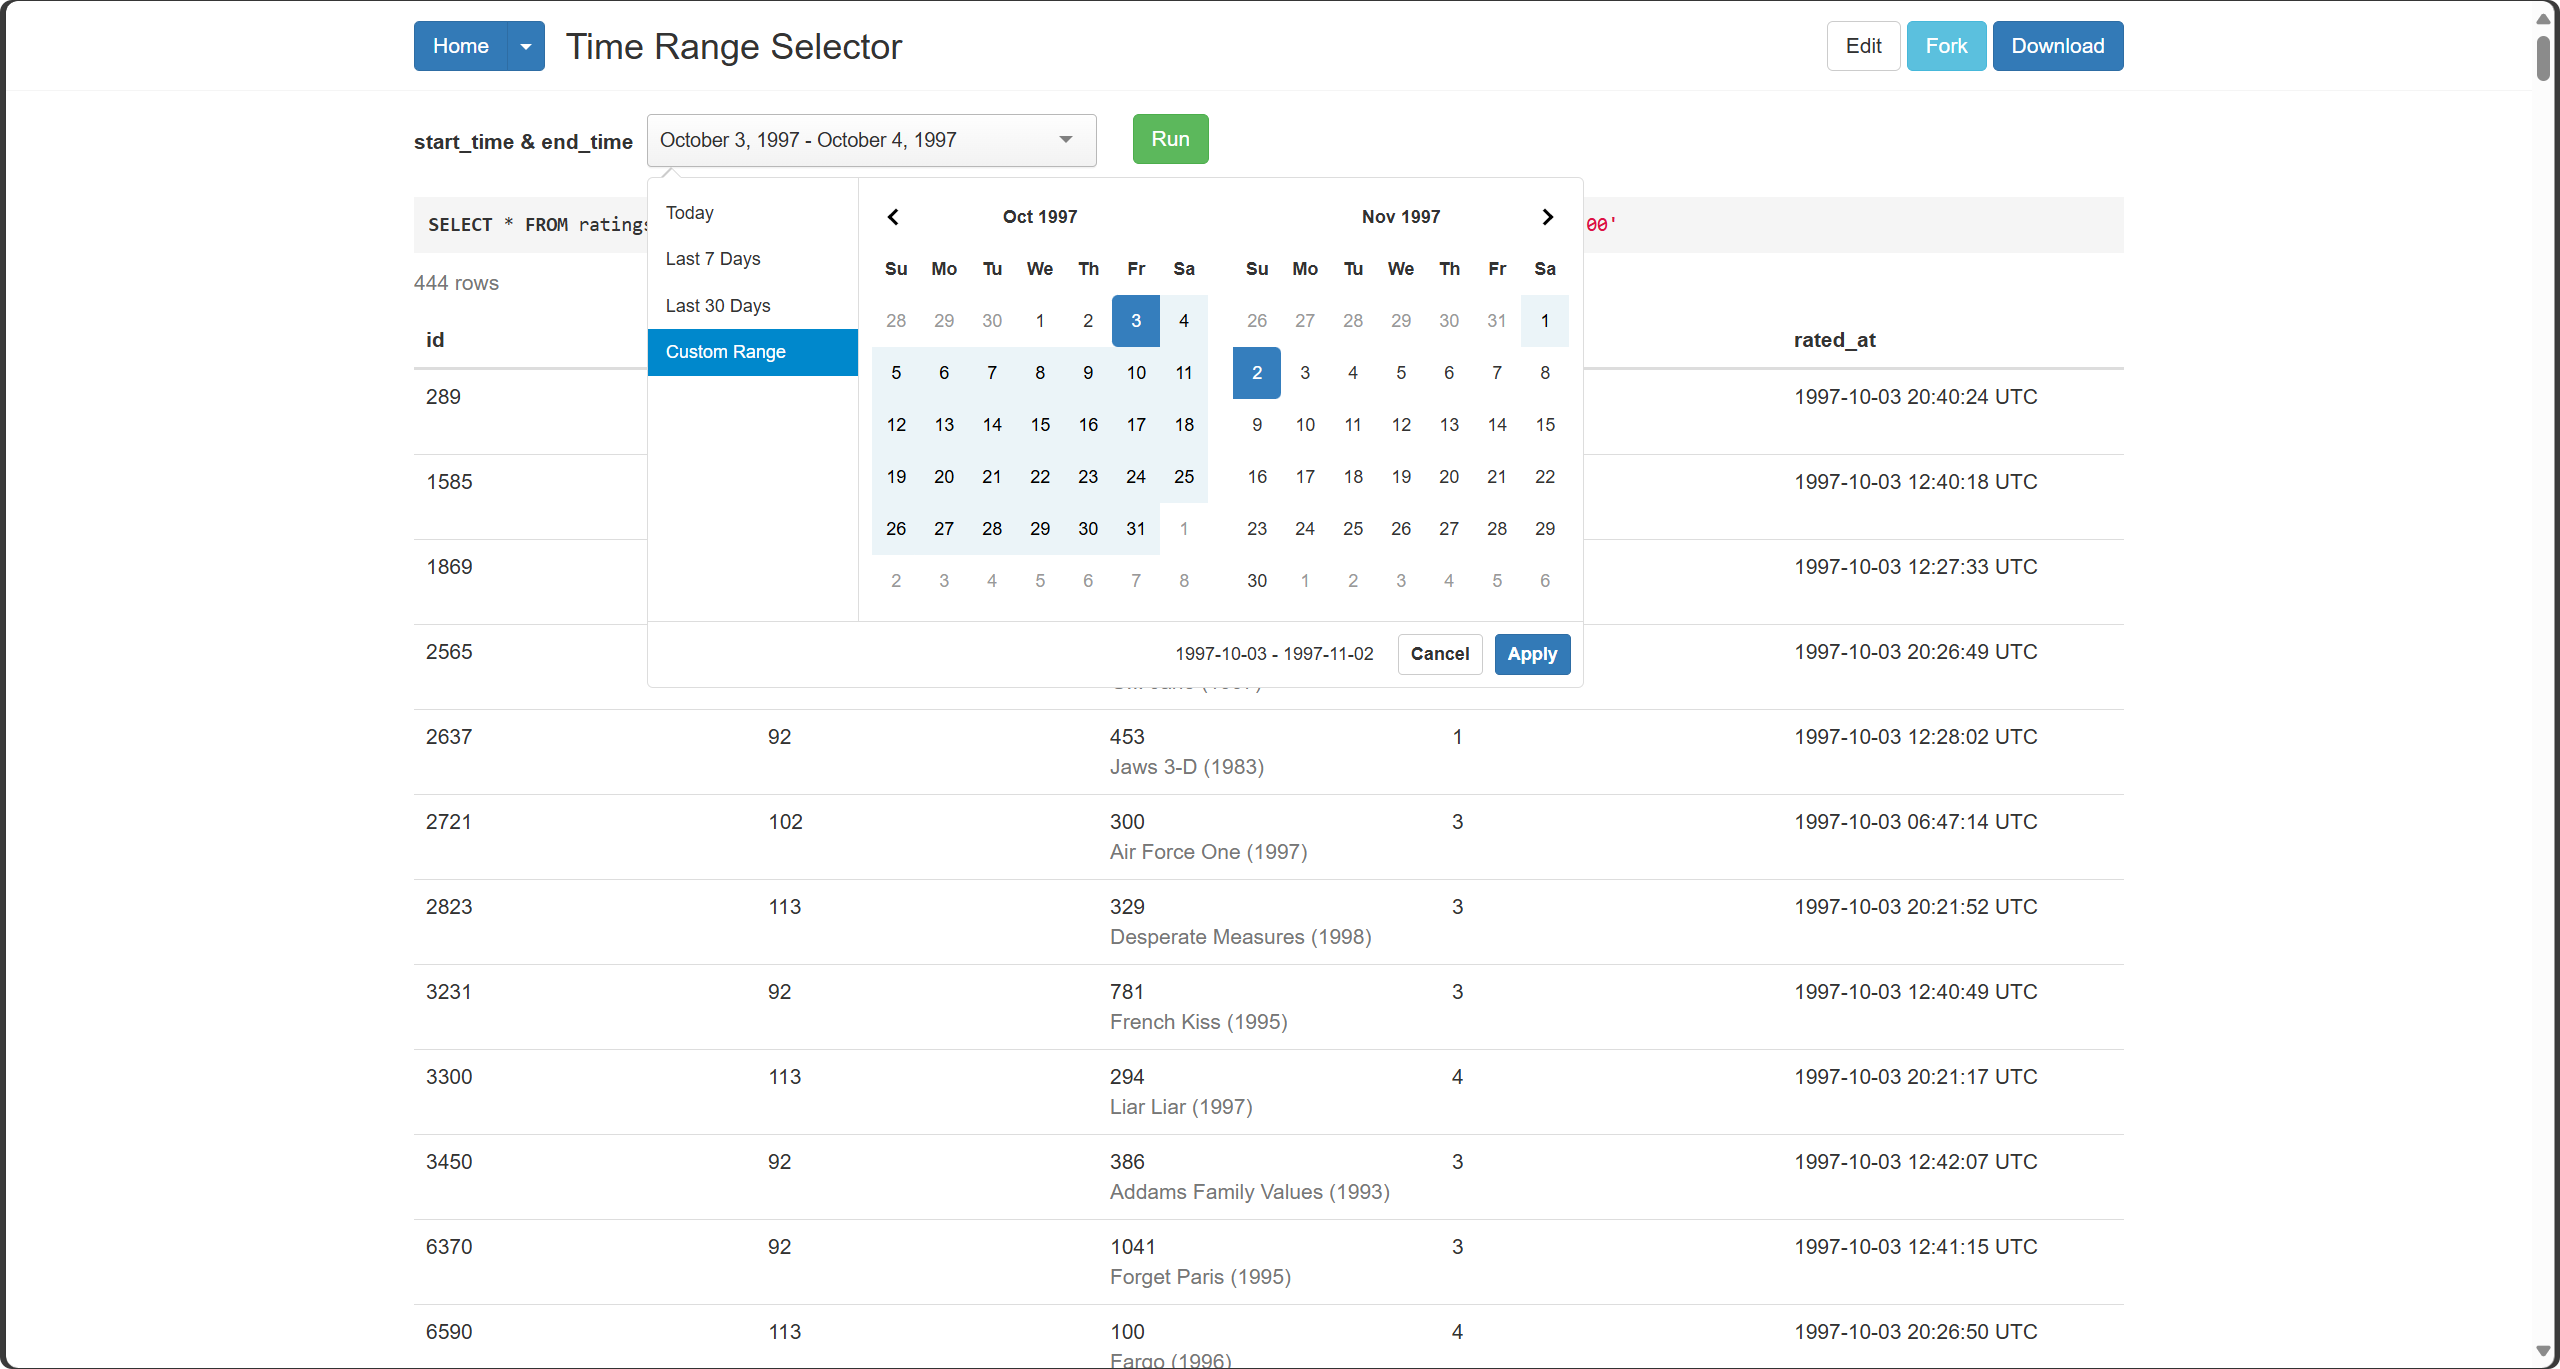 Home Time Range Selector Edit Fork Download
start_time & end_time October 3, 1997 - October 4, 1997 Run
SELECT * FROM ratings 00'
444 rows
id rated_at
Today
Last 7 Days
Last 30 Days
Custom Range
Oct 1997
Su Mo Tu We Th Fr Sa
28 29 30 1 2 3 4
5 6 7 8 9 10 11
12 13 14 15 16 17 18
19 20 21 22 23 24 25
26 27 28 29 30 31 1
2 3 4 5 6 7 8
Nov 1997
Su Mo Tu We Th Fr Sa
26 27 28 29 30 31 1
2 3 4 5 6 7 8
9 10 11 12 13 14 15
16 17 18 19 20 21 22
23 24 25 26 27 28 29
30 1 2 3 4 5 6
1997-10-03 - 1997-11-02 Cancel Apply
289 1997-10-03 20:40:24 UTC
1585 1997-10-03 12:40:18 UTC
1869 1997-10-03 12:27:33 UTC
2565 1997-10-03 20:26:49 UTC
2637 92 453 1 1997-10-03 12:28:02 UTC
Jaws 3-D (1983)
2721 102 300 3 1997-10-03 06:47:14 UTC
Air Force One (1997)
2823 113 329 3 1997-10-03 20:21:52 UTC
Desperate Measures (1998)
3231 92 781 3 1997-10-03 12:40:49 UTC
French Kiss (1995)
3300 113 294 4 1997-10-03 20:21:17 UTC
Liar Liar (1997)
3450 92 386 3 1997-10-03 12:42:07 UTC
Addams Family Values (1993)
6370 92 1041 3 1997-10-03 12:41:15 UTC
Forget Paris (1995)
6590 113 100 4 1997-10-03 20:26:50 UTC
Fargo (1996)